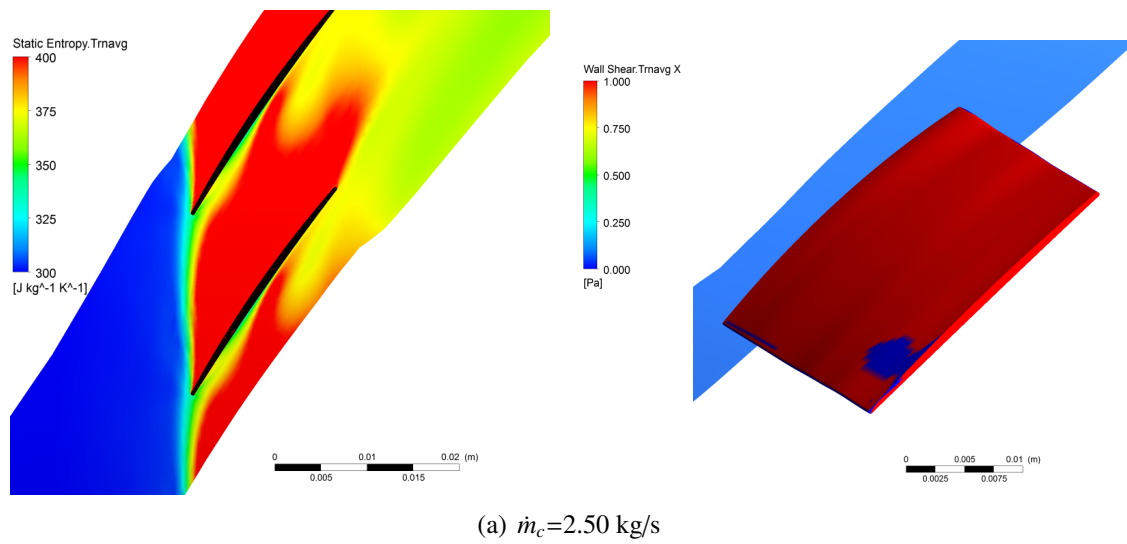 Static Entropy.Trnavg
400
375
350
325
300
[J kg^-1 K^-1]
0 0.01 0.02 (m)
0.005 0.015
Wall Shear.Trnavg X
1.000
0.750
0.500
0.250
0.000
[Pa]
0 0.005 0.01 (m)
0.0025 0.0075
(a) ṁc=2.50 kg/s